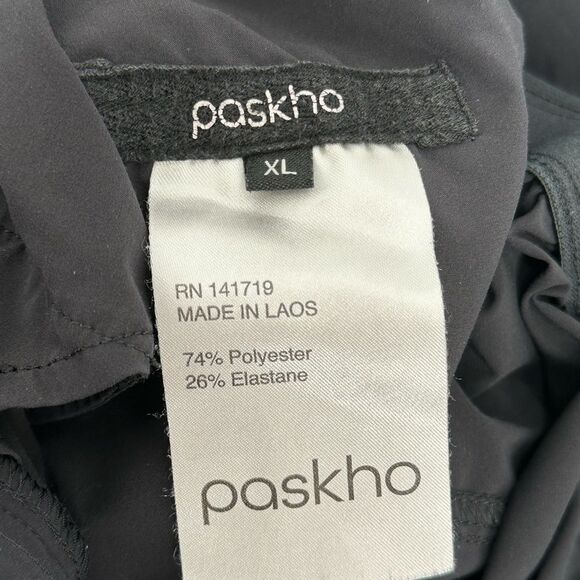 paskho
XL
RN 141719
MADE IN LAOS
74% Polyester
26% Elastane
paskho